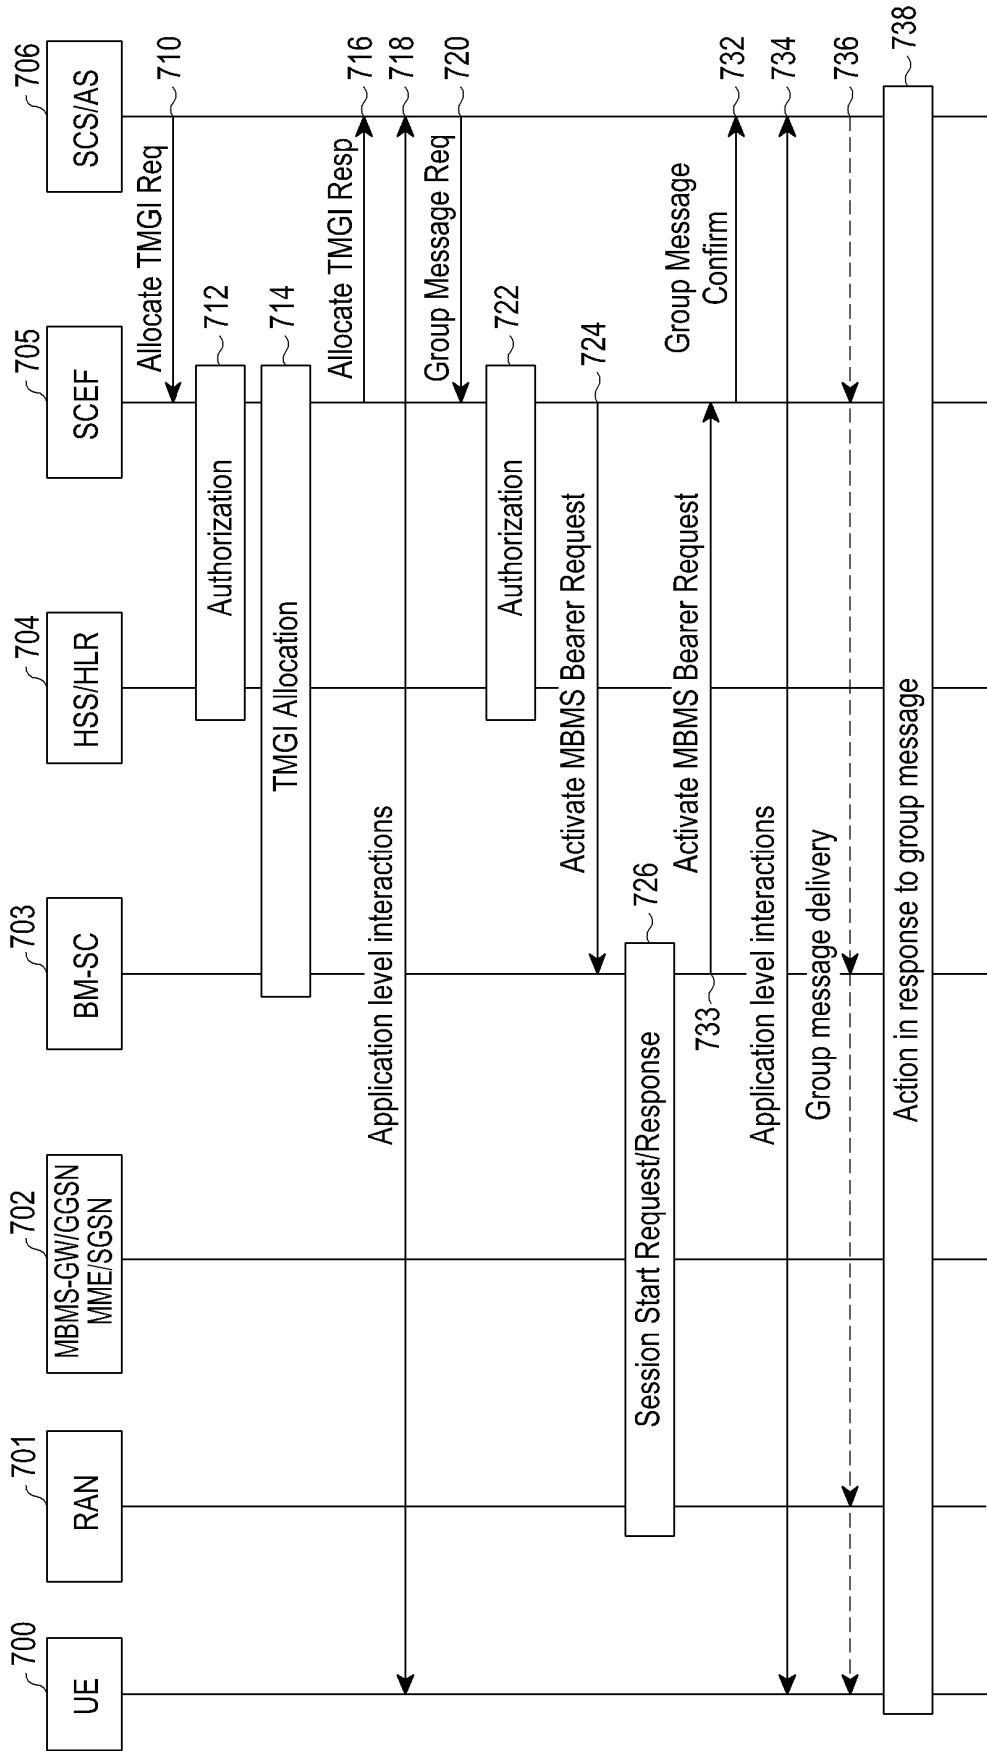 700
UE
701
RAN
702
MBMS-GW/GGSN
MME/SGSN
703
BM-SC
704
HSS/HLR
705
SCEF
706
SCS/AS
Allocate TMGI Req
710
Authorization
712
TMGI Allocation
714
Allocate TMGI Resp
716
Application level interactions
718
Group Message Req
720
Authorization
722
Activate MBMS Bearer Request
724
Session Start Request/Response
726
733
Activate MBMS Bearer Request
Group Message
Confirm
732
Application level interactions
734
Group message delivery
736
Action in response to group message
738